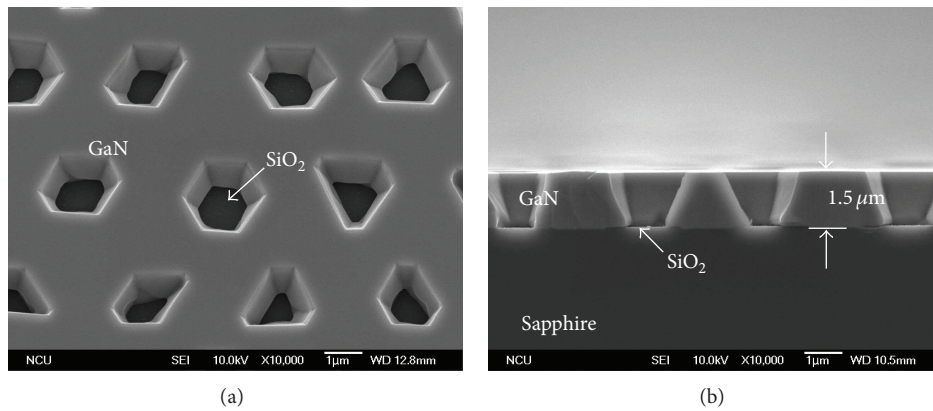 GaN
SiO2
NCU SEI 10.0kV X10,000 1μm WD 12.8mm
(a)
GaN
1.5 μm
SiO2
Sapphire
NCU SEI 10.0kV X10,000 1μm WD 10.5mm
(b)